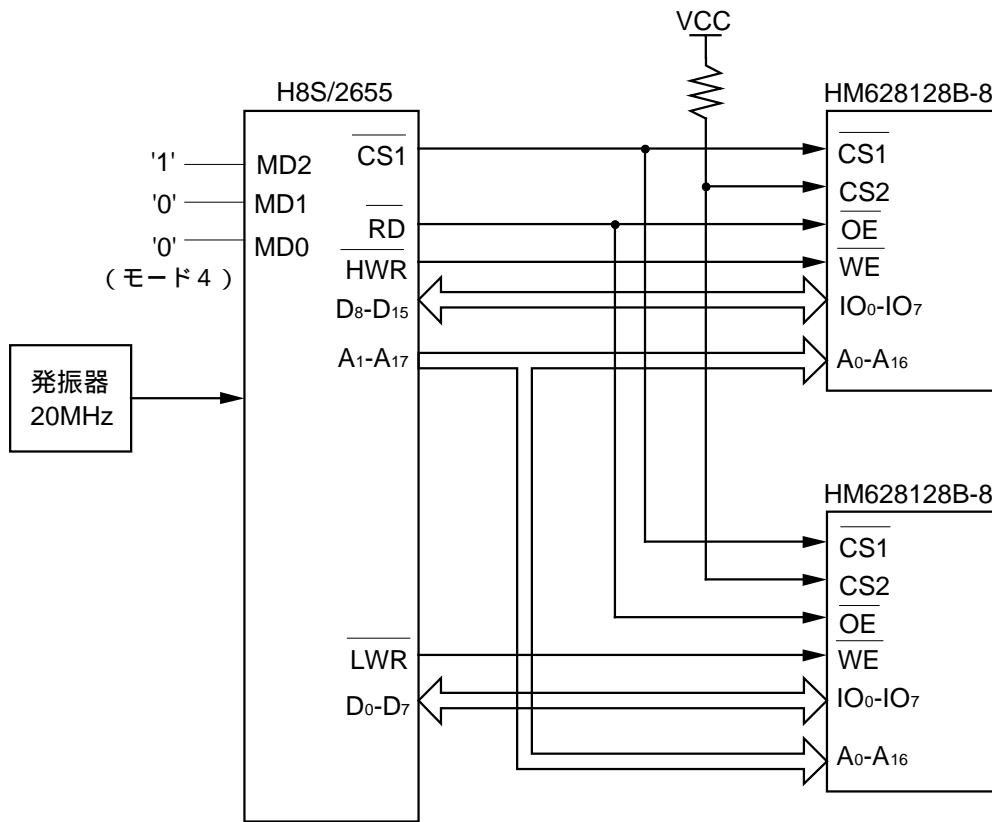 VCC
H8S/2655
HM628128B-8
'1'
MD2
'0'
MD1
'0'
MD0
(モード4)
CS1
RD
HWR
D8-D15
A1-A17
CS1
CS2
OE
WE
IO0-IO7
A0-A16
発振器
20MHz
HM628128B-8
CS1
CS2
OE
WE
IO0-IO7
A0-A16
LWR
D0-D7